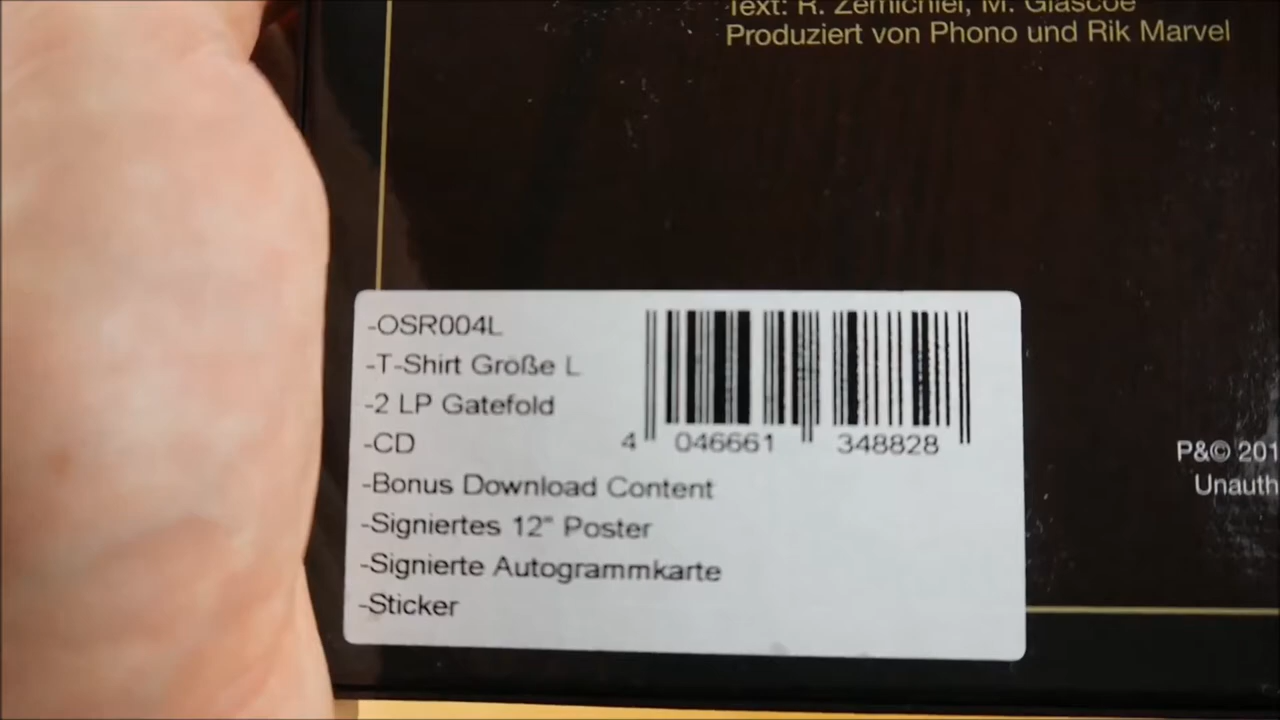 Text: R. Zemichiel, M. Glascoe
Produziert von Phono und Rik Marvel
-OSR004L
-T-Shirt Größe L
-2 LP Gatefold
-CD
-Bonus Download Content
-Signiertes 12" Poster
-Signierte Autogrammkarte
-Sticker
4 046661 348828
P&© 201
Unauth